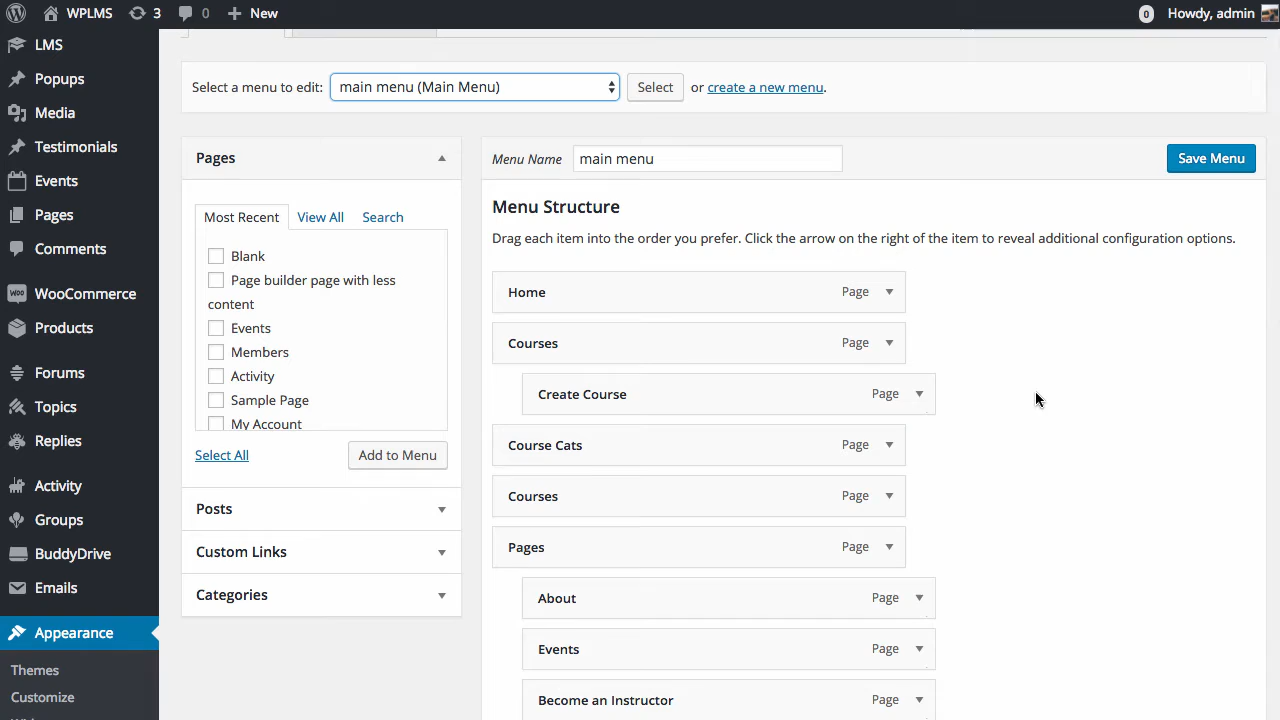 WPLMS 3 0 New 0 Howdy, admin
LMS
Popups
Media
Testimonials
Events
Pages
Comments
WooCommerce
Products
Forums
Topics
Replies
Activity
Groups
BuddyDrive
Emails
Appearance
Themes
Customize
Select a menu to edit: main menu (Main Menu) Select or create a new menu.
Pages
Most Recent View All Search
Blank
Page builder page with less
content
Events
Members
Activity
Sample Page
My Account
Select All Add to Menu
Posts
Custom Links
Categories
Menu Name main menu Save Menu
Menu Structure
Drag each item into the order you prefer. Click the arrow on the right of the item to reveal additional configuration options.
Home Page
Courses Page
Create Course Page
Course Cats Page
Courses Page
Pages Page
About Page
Events Page
Become an Instructor Page